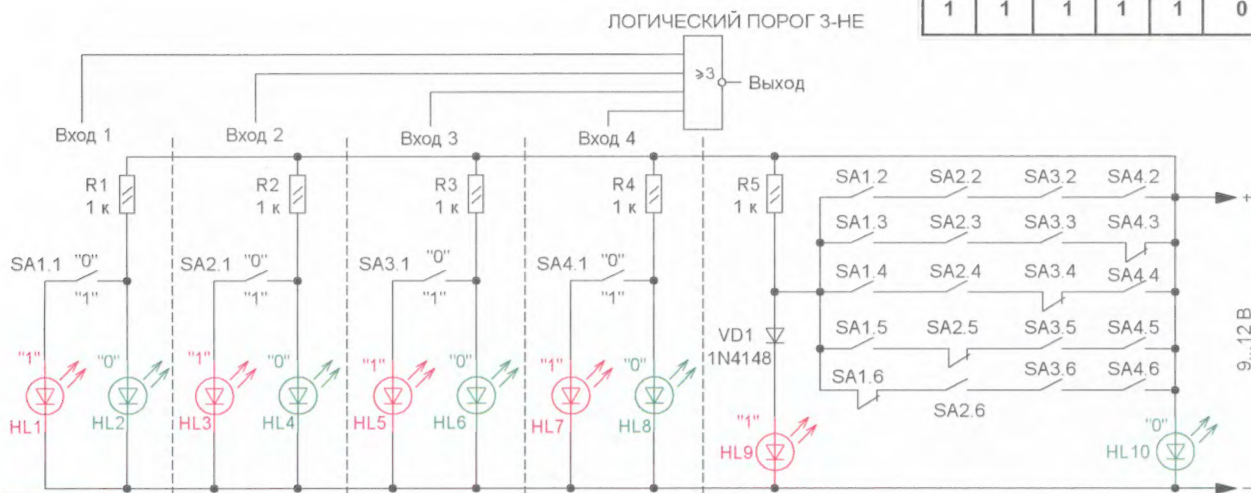 1 1 1 1 1 0
ЛОГИЧЕСКИЙ ПОРОГ 3-НЕ
⩾3
Выход
Вход 1 Вход 2 Вход 3 Вход 4
R1 R2 R3 R4 R5
1 к 1 к 1 к 1 к 1 к
SA1.2 SA2.2 SA3.2 SA4.2
+
SA1.3 SA2.3 SA3.3 SA4.3
SA1.1 "0" SA2.1 "0" SA3.1 "0" SA4.1 "0"
"1" "1" "1" "1"
SA1.4 SA2.4 SA3.4 SA4.4
VD1
1N4148
SA1.5 SA2.5 SA3.5 SA4.5
9...12 В
"1" "0" "1" "0" "1" "0" "1" "0"
SA1.6 SA2.6 SA3.6 SA4.6
HL1 HL2 HL3 HL4 HL5 HL6 HL7 HL8
"1" "0"
HL9 HL10
–